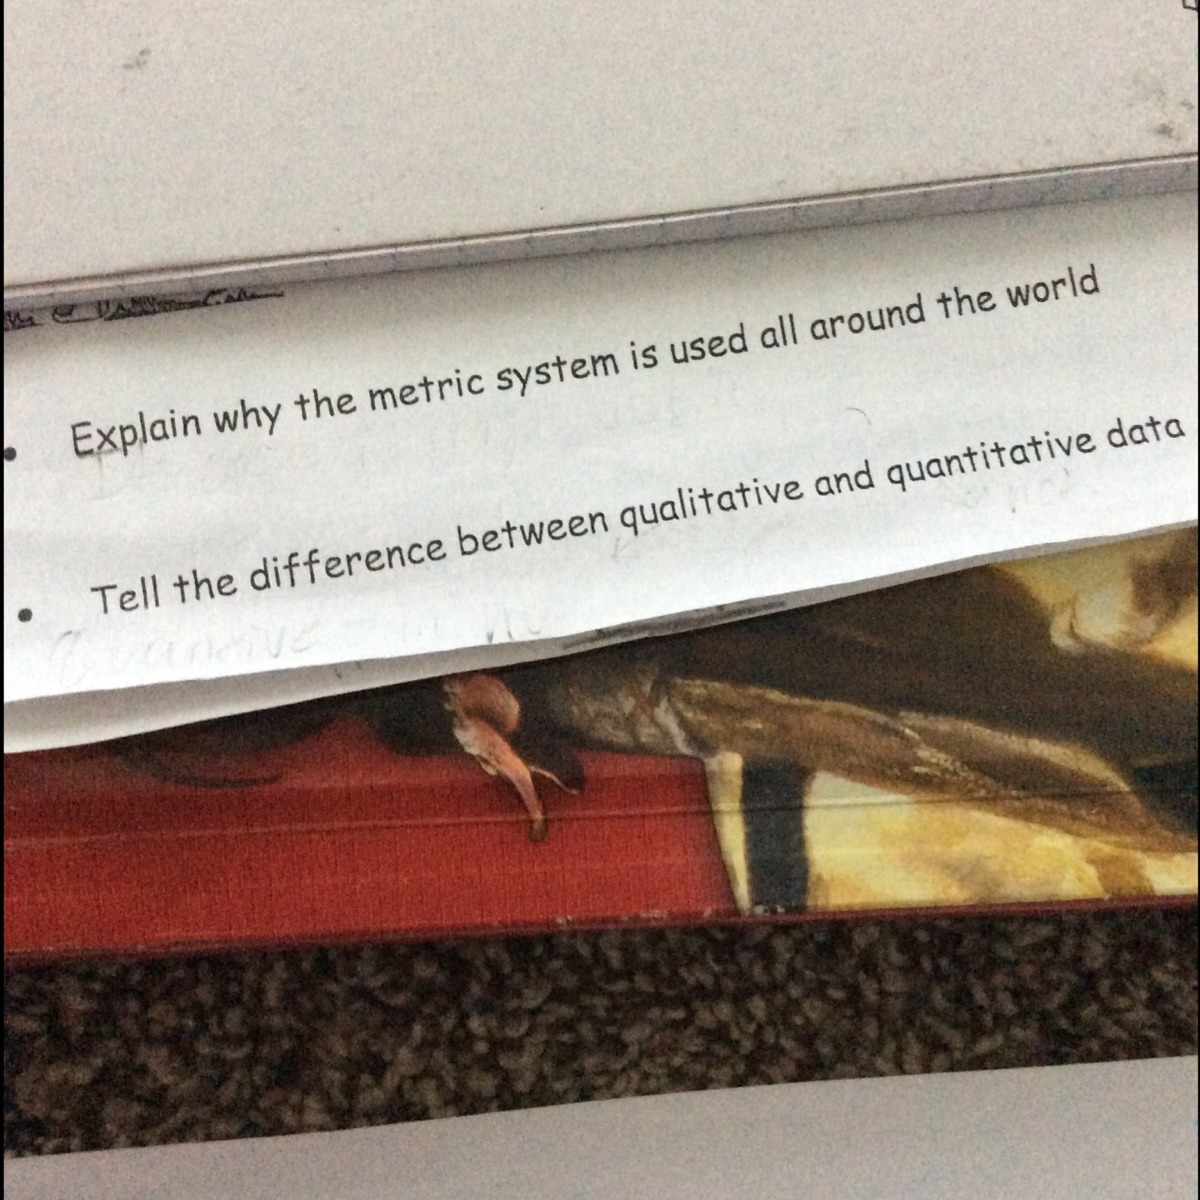 • Explain why the metric system is used all around the world
• Tell the difference between qualitative and quantitative data